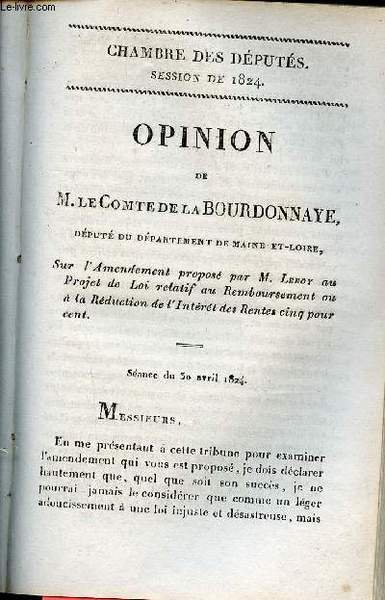 © Le-livre.com
CHAMBRE DES DÉPUTÉS.
SESSION DE 1824.
OPINION
DE
M. LE COMTE DE LA BOURDONNAYE,
DÉPUTÉ DU DÉPARTEMENT DE MAINE-ET-LOIRE,
Sur l'Amendement proposé par M. LEROY au
Projet de Loi relatif au Remboursement ou
à la Réduction de l'Intérêt des Rentes cinq pour
cent.
Séance du 30 avril 1824.
MESSIEURS,
En me présentant à cette tribune pour examiner
l'amendement qui vous est proposé, je dois déclarer
hautement que, quel que soit son succès, je ne
pourrai jamais le considérer que comme un léger
adoucissement à une loi injuste et désastreuse, mais